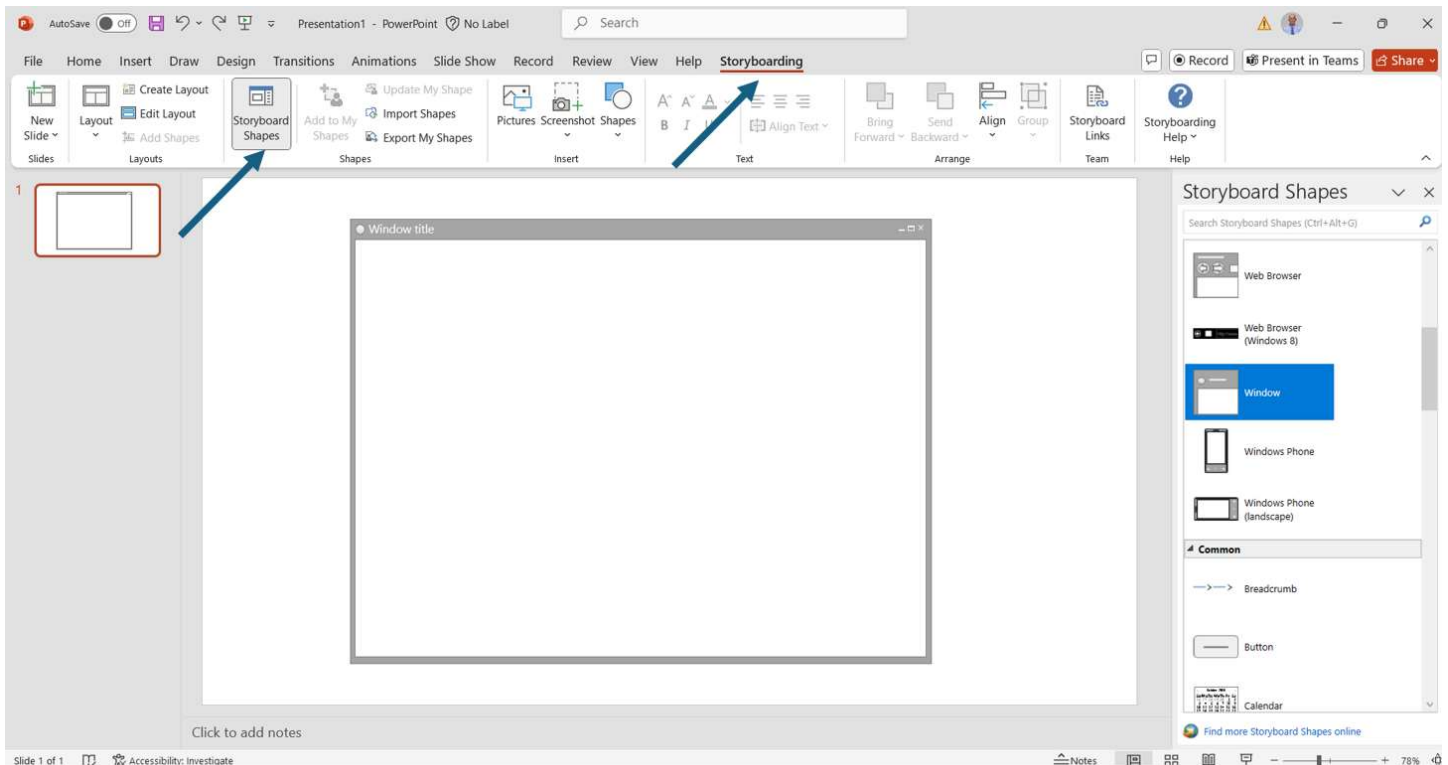 AutoSave Off Presentation1 - PowerPoint No Label Search
File Home Insert Draw Design Transitions Animations Slide Show Record Review View Help Storyboarding Record Present in Teams Share
New Slide
Slides
Layout
Create Layout
Edit Layout
Add Shapes
Layouts
Storyboard Shapes
Add to My Shapes
Update My Shape
Import Shapes
Export My Shapes
Shapes
Pictures Screenshot Shapes
Insert
A A A
B I U
Align Text
Text
Bring Forward
Send Backward
Align
Group
Arrange
Storyboard Links
Team
Storyboarding Help
Help
1
Window title
Storyboard Shapes
Search Storyboard Shapes (Ctrl+Alt+G)
Web Browser
Web Browser
(Windows 8)
Window
Windows Phone
Windows Phone
(landscape)
Common
Breadcrumb
Button
Calendar
Find more Storyboard Shapes online
Click to add notes
Slide 1 of 1 Accessibility: Investigate Notes 78%